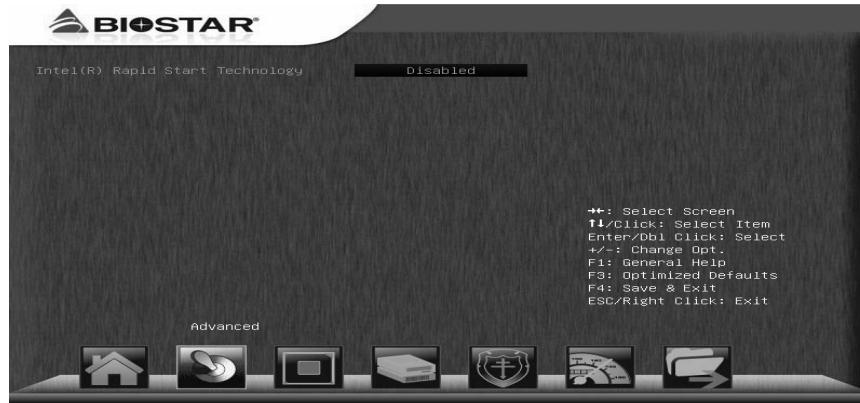 BIOSTAR®
Intel(R) Rapid Start Technology Disabled
→←: Select Screen
↑↓/Click: Select Item
Enter/Dbl Click: Select
+/-: Change Opt.
F1: General Help
F3: Optimized Defaults
F4: Save & Exit
ESC/Right Click: Exit
Advanced